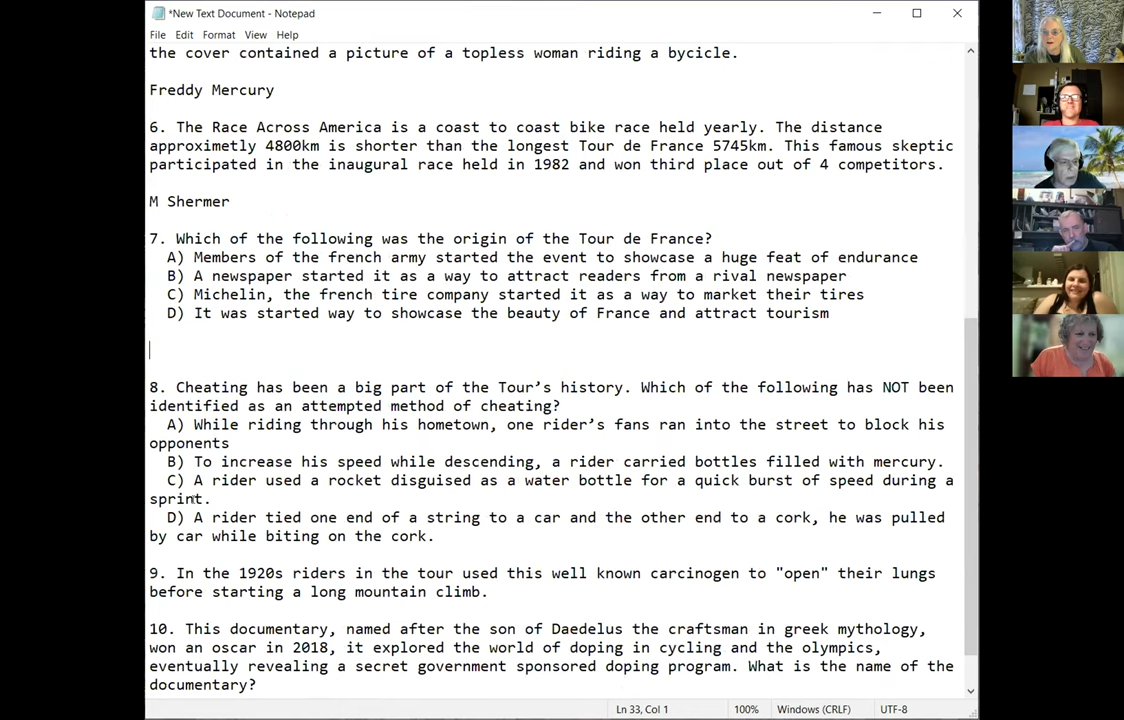 *New Text Document - Notepad
File Edit Format View Help
the cover contained a picture of a topless woman riding a bycicle.
Freddy Mercury
6. The Race Across America is a coast to coast bike race held yearly. The distance
approximetly 4800km is shorter than the longest Tour de France 5745km. This famous skeptic
participated in the inaugural race held in 1982 and won third place out of 4 competitors.
M Shermer
7. Which of the following was the origin of the Tour de France?
A) Members of the french army started the event to showcase a huge feat of endurance
B) A newspaper started it as a way to attract readers from a rival newspaper
C) Michelin, the french tire company started it as a way to market their tires
D) It was started way to showcase the beauty of France and attract tourism
8. Cheating has been a big part of the Tour’s history. Which of the following has NOT been
identified as an attempted method of cheating?
A) While riding through his hometown, one rider’s fans ran into the street to block his
opponents
B) To increase his speed while descending, a rider carried bottles filled with mercury.
C) A rider used a rocket disguised as a water bottle for a quick burst of speed during a
sprint.
D) A rider tied one end of a string to a car and the other end to a cork, he was pulled
by car while biting on the cork.
9. In the 1920s riders in the tour used this well known carcinogen to "open" their lungs
before starting a long mountain climb.
10. This documentary, named after the son of Daedelus the craftsman in greek mythology,
won an oscar in 2018, it explored the world of doping in cycling and the olympics,
eventually revealing a secret government sponsored doping program. What is the name of the
documentary?
Ln 33, Col 1 100% Windows (CRLF) UTF-8